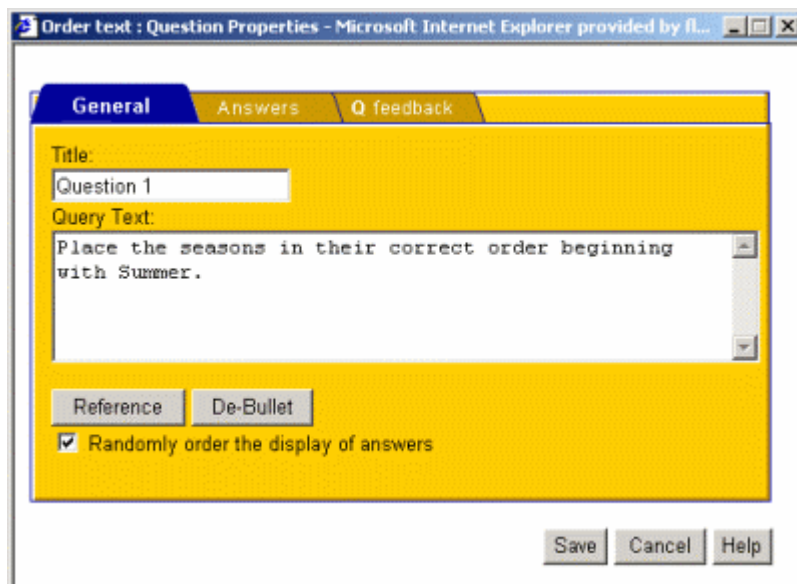 Order text : Question Properties - Microsoft Internet Explorer provided by fl...
General Answers Q feedback
Title:
Question 1
Query Text:
Place the seasons in their correct order beginning
with Summer.
Reference De-Bullet
Randomly order the display of answers
Save Cancel Help